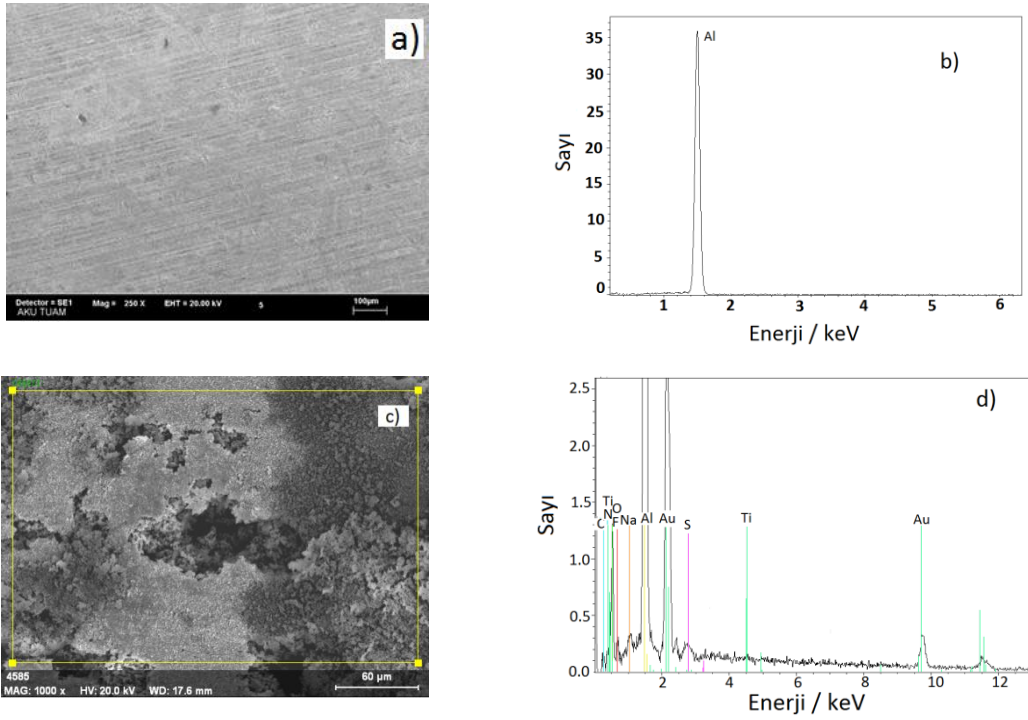 a)
Detector = SE1 Mag = 250 X EHT = 20.00 kV 5 100µm
AKU TUAM
b)
Al
Sayı
35
30
25
20
15
10
5
0
1 2 3 4 5 6
Enerji / keV
c)
4585
MAG: 1000 x HV: 20.0 kV WD: 17.6 mm 60 µm
d)
Sayı
2.5
2.0
1.5
1.0
0.5
0.0
Ti
N O
C F Na Al Au S Ti Au
2 4 6 8 10 12
Enerji / keV